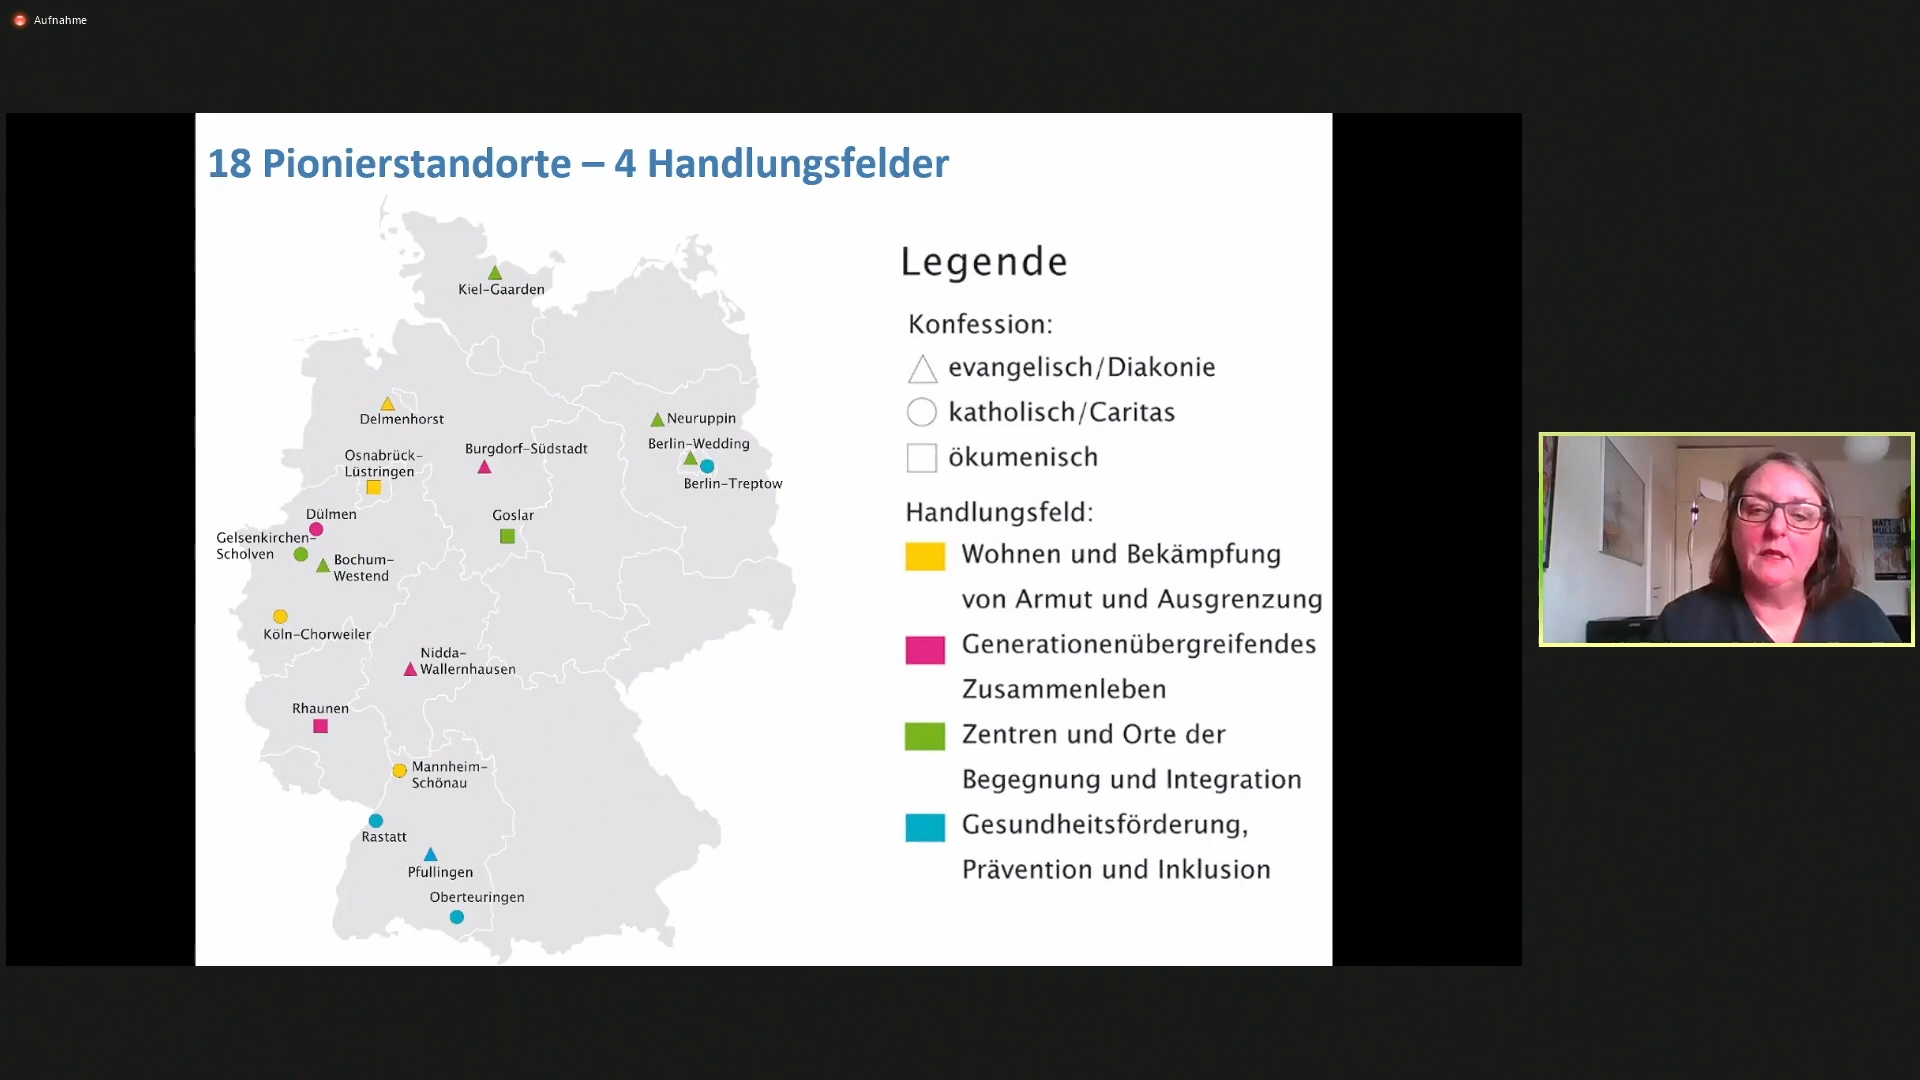 Aufnahme
18 Pionierstandorte – 4 Handlungsfelder
Kiel-Gaarden
Delmenhorst
Neuruppin
Berlin-Wedding
Berlin-Treptow
Burgdorf-Südstadt
Osnabrück-
Lüstringen
Dülmen
Goslar
Gelsenkirchen-
Scholven
Bochum-
Westend
Köln-Chorweiler
Nidda-
Wallernhausen
Rhaunen
Mannheim-
Schönau
Rastatt
Pfullingen
Oberteuringen
Legende
Konfession:
evangelisch/Diakonie
katholisch/Caritas
ökumenisch
Handlungsfeld:
Wohnen und Bekämpfung
von Armut und Ausgrenzung
Generationenübergreifendes
Zusammenleben
Zentren und Orte der
Begegnung und Integration
Gesundheitsförderung,
Prävention und Inklusion
MATT